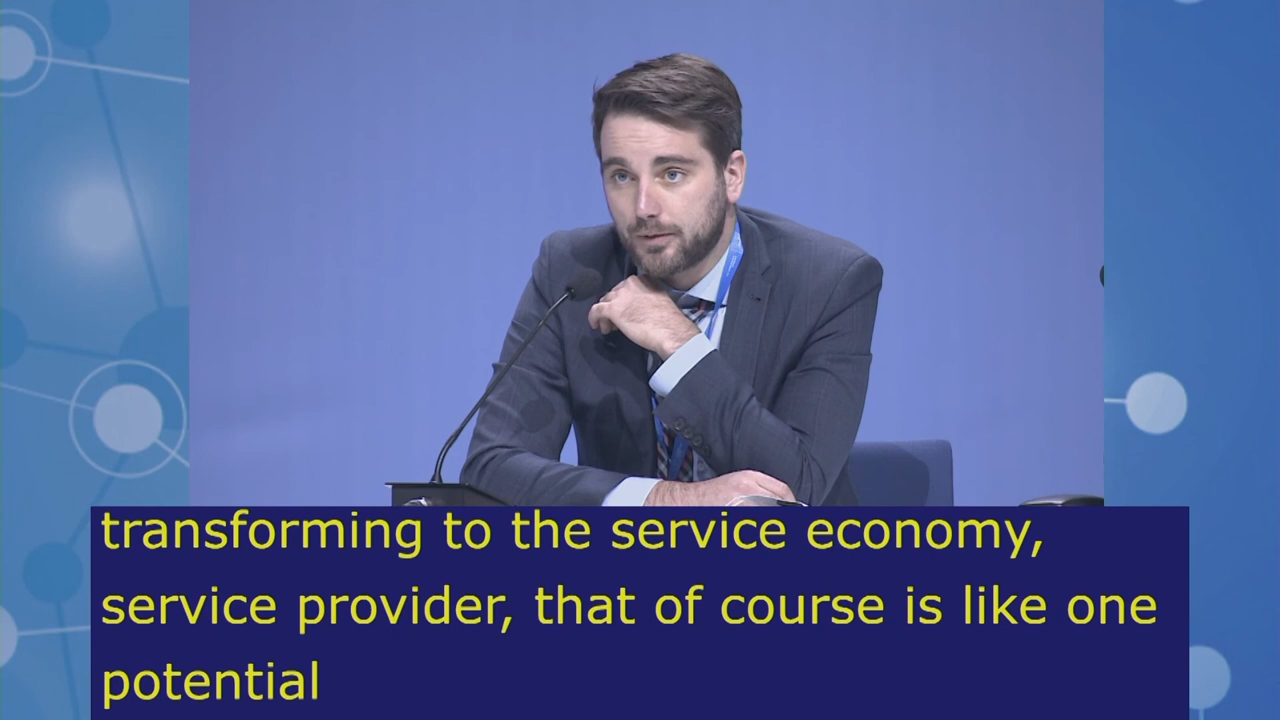 transforming to the service economy,
service provider, that of course is like one
potential